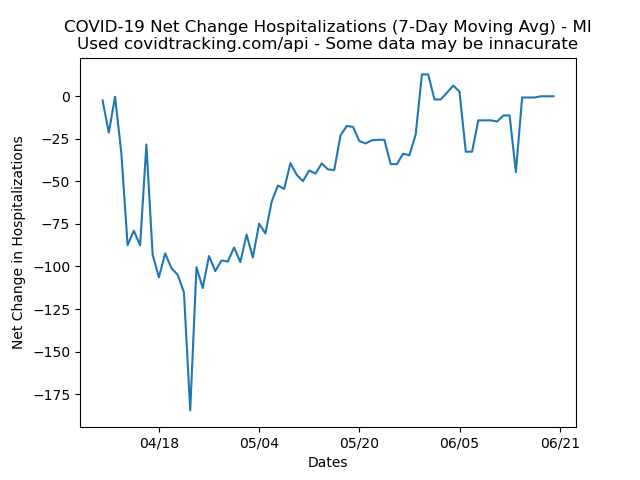 COVID-19 Net Change Hospitalizations (7-Day Moving Avg) - MI
Used covidtracking.com/api - Some data may be innacurate
0
−25
−50
−75
−100
−125
−150
−175
Net Change in Hospitalizations
04/18 05/04 05/20 06/05 06/21
Dates